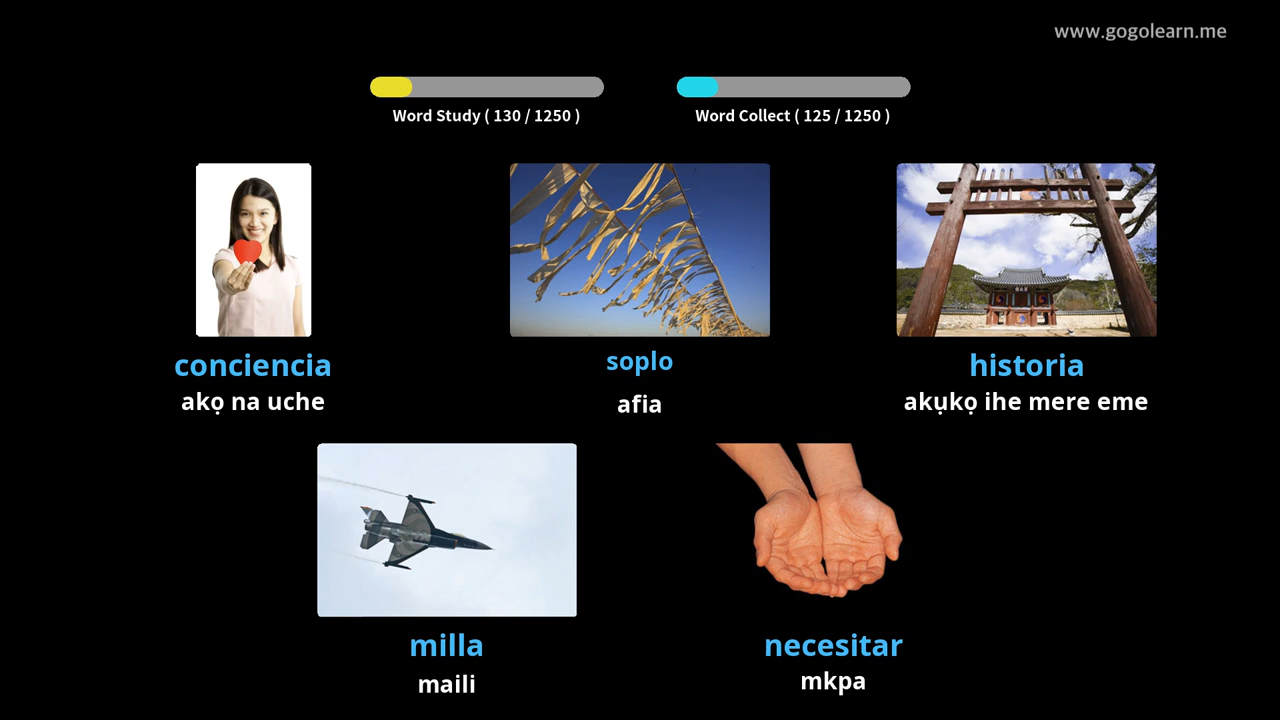 www.gogolearn.me
Word Study ( 130 / 1250 )
Word Collect ( 125 / 1250 )
conciencia
akọ na uche
soplo
afia
historia
akụkọ ihe mere eme
milla
maili
necesitar
mkpa